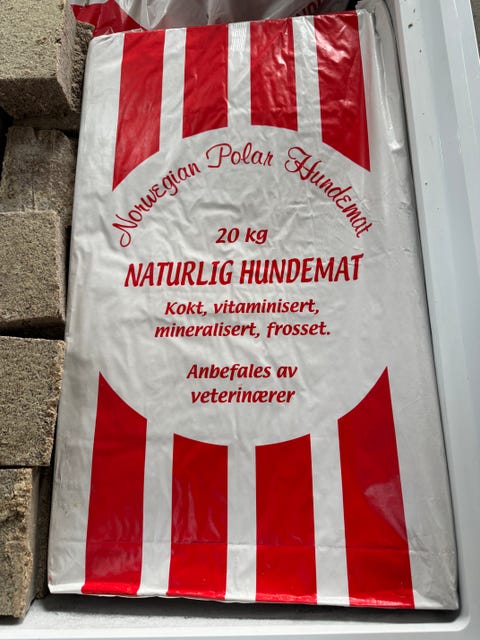 Norwegian Polar Hundemat
20 kg
NATURLIG HUNDEMAT
Kokt, vitaminisert,
mineralisert, frosset.
Anbefales av
veterinærer